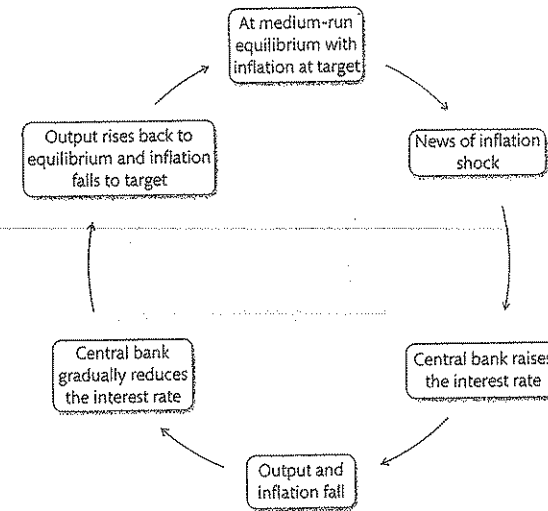 At medium-run
equilibrium with
inflation at target
News of inflation
shock
Central bank raises
the interest rate
Output and
inflation fall
Central bank
gradually reduces
the interest rate
Output rises back to
equilibrium and inflation
falls to target